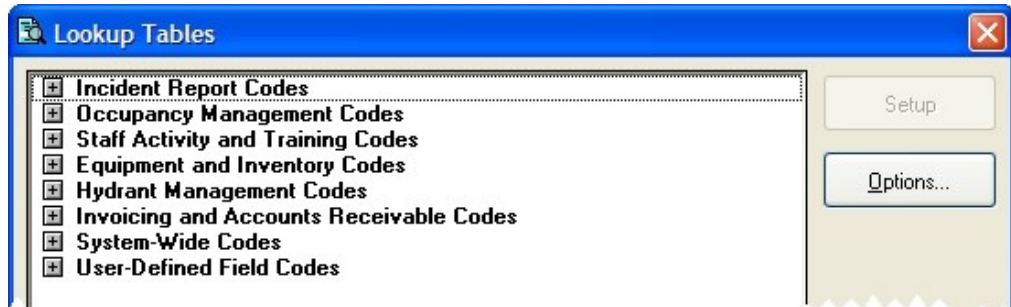 Lookup Tables
Incident Report Codes
Occupancy Management Codes
Staff Activity and Training Codes
Equipment and Inventory Codes
Hydrant Management Codes
Invoicing and Accounts Receivable Codes
System-Wide Codes
User-Defined Field Codes
Setup
Options...